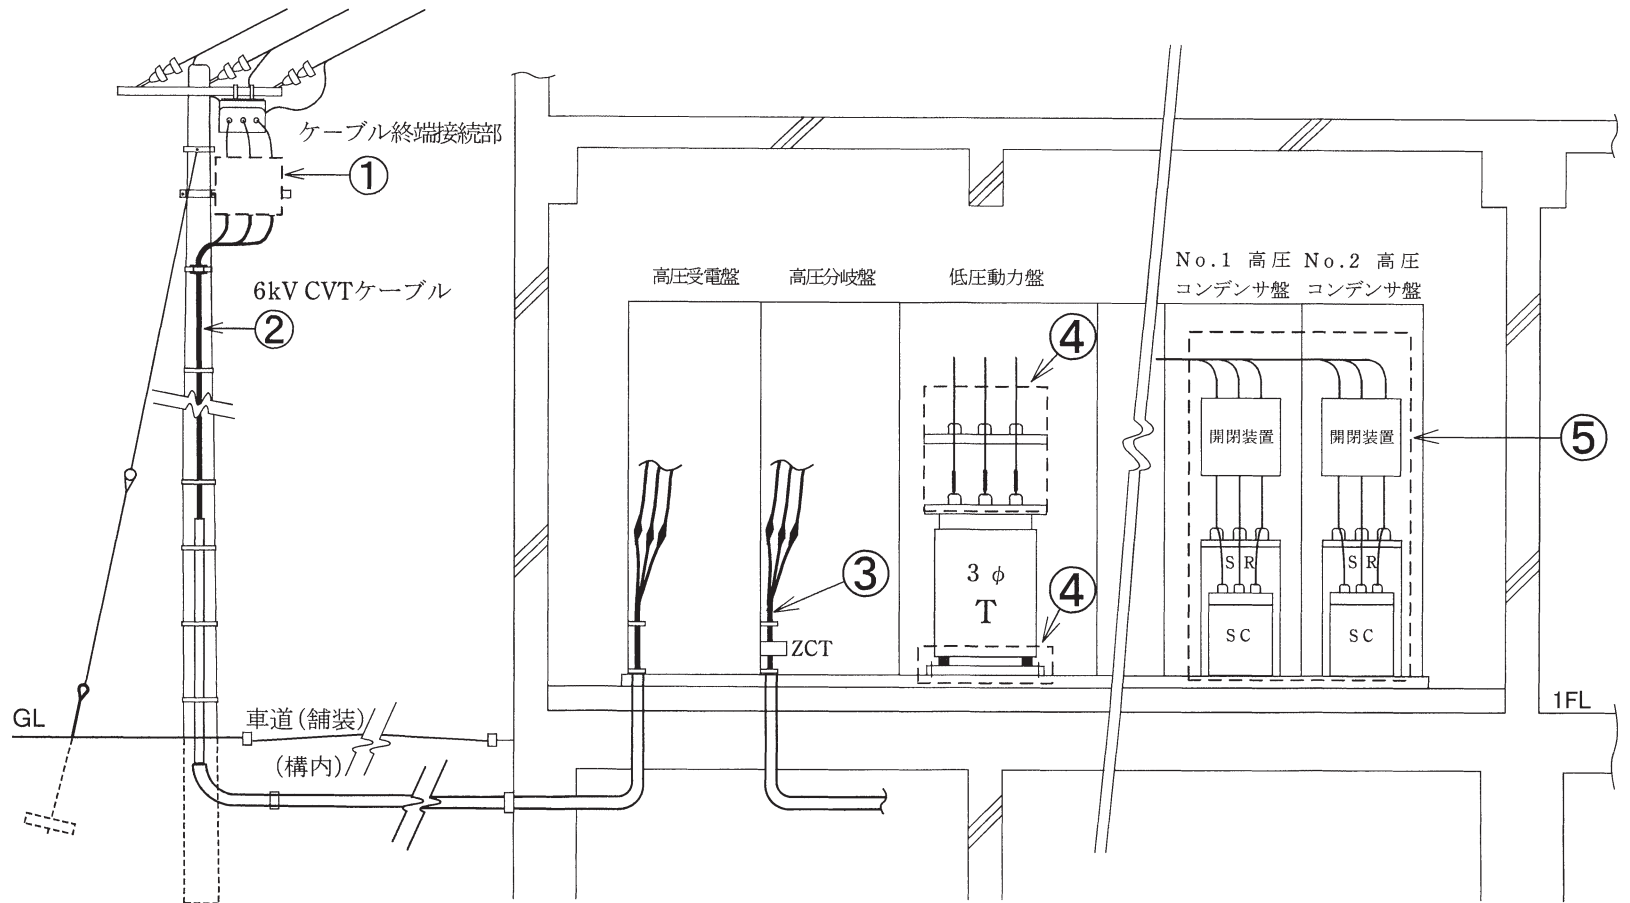 ケーブル終端接続部
①
6kV CVTケーブル
②
高圧受電盤
高圧分岐盤
低圧動力盤
No.1 高圧
コンデンサ盤
No.2 高圧
コンデンサ盤
④
開閉装置
開閉装置
⑤
③
3φ
T
④
ZCT
SR
SC
SR
SC
GL
車道(舗装)
(構内)
1FL